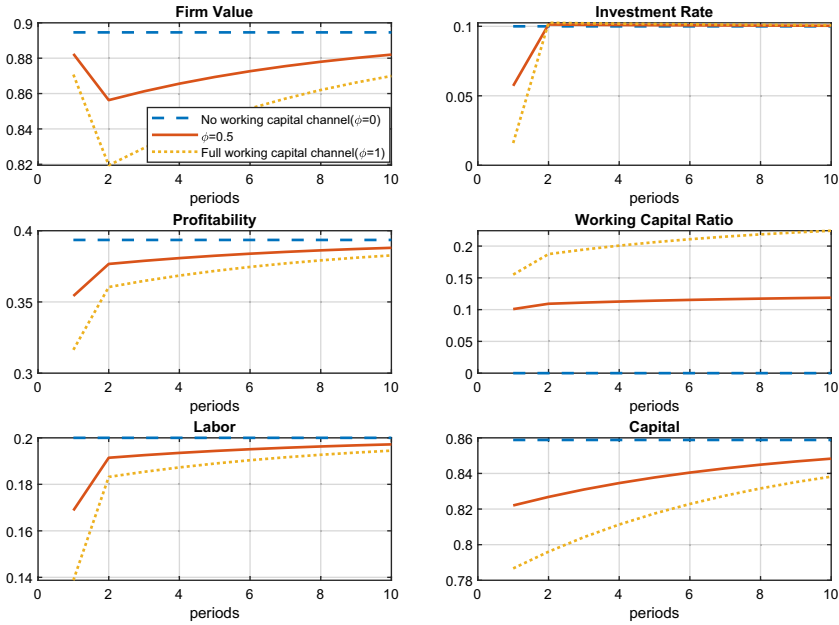 Firm Value
0.9
0.88
0.86
0.84
0.82
0 2 4 6 8 10
periods
No working capital channel(ϕ=0)
ϕ=0.5
Full working capital channel(ϕ=1)
Investment Rate
0.1
0.05
0
0 2 4 6 8 10
periods
Profitability
0.4
0.35
0.3
0 2 4 6 8 10
periods
Working Capital Ratio
0.2
0.15
0.1
0.05
0
0 2 4 6 8 10
periods
Labor
0.2
0.18
0.16
0.14
0 2 4 6 8 10
periods
Capital
0.86
0.84
0.82
0.8
0.78
0 2 4 6 8 10
periods